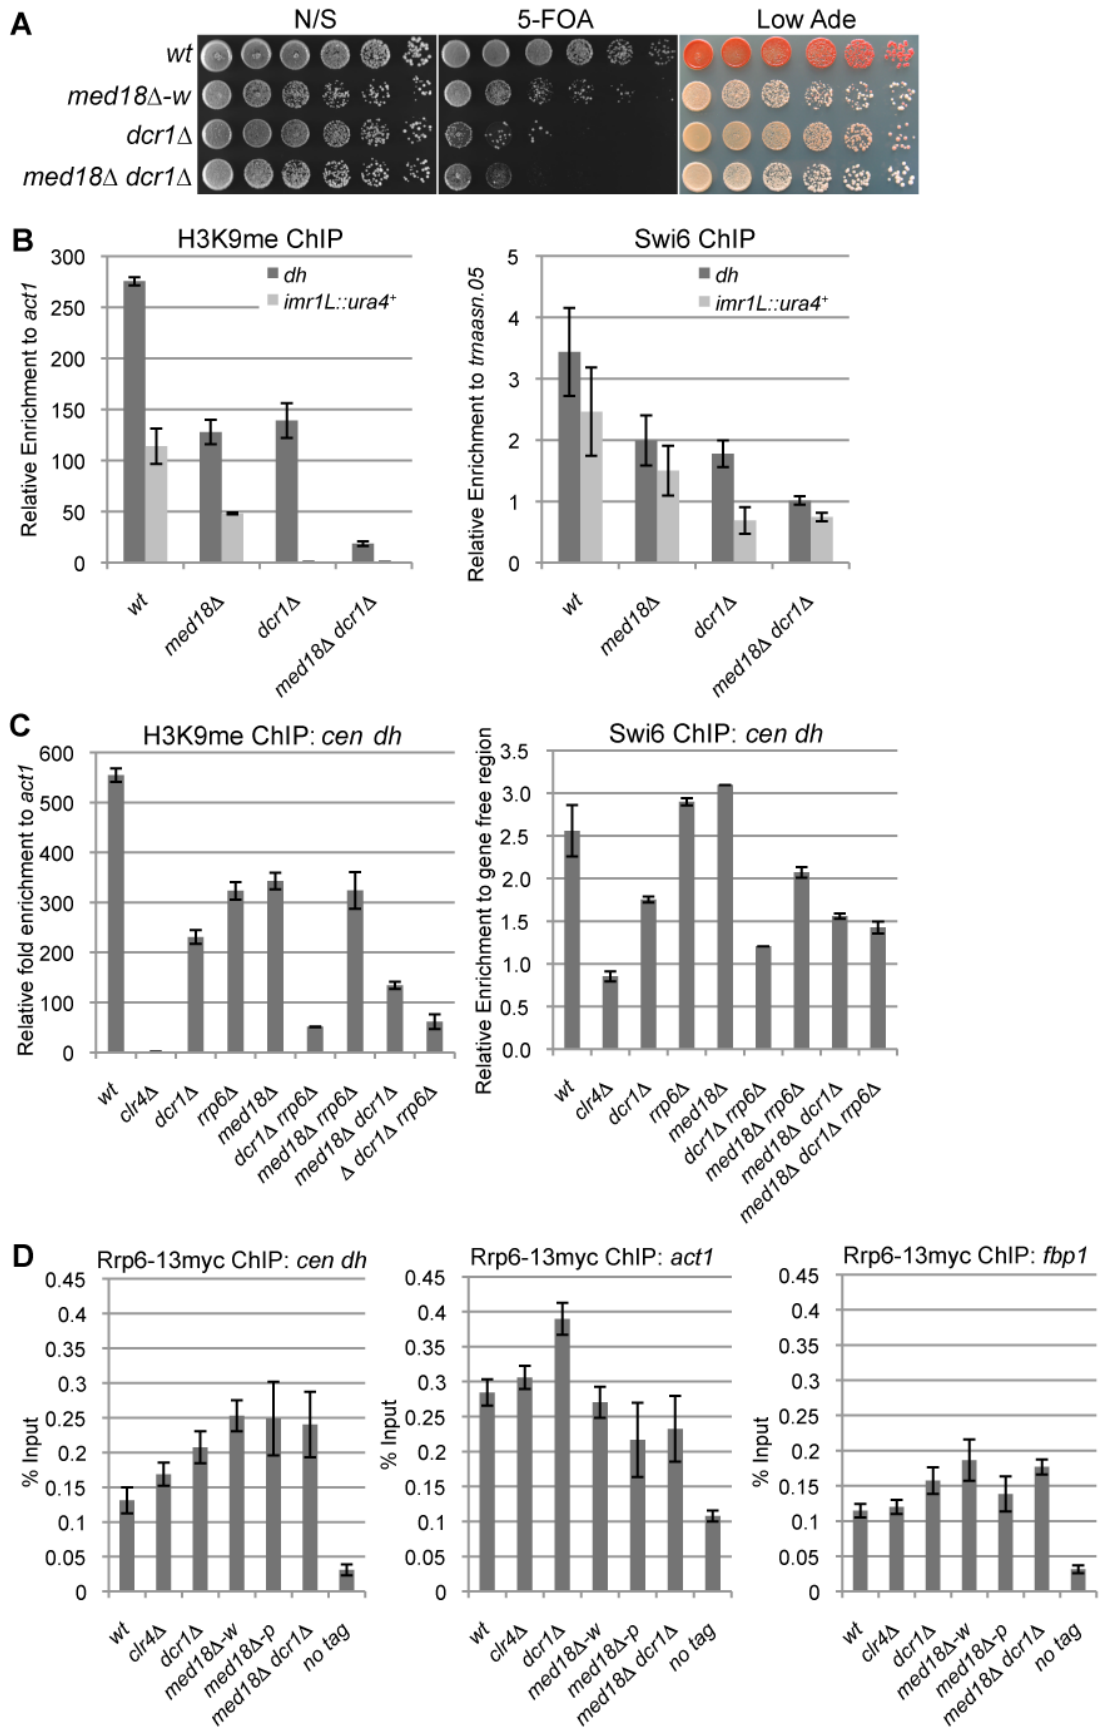 A
N/S
5-FOA
Low Ade
wt
med18Δ-w
dcr1Δ
med18Δ dcr1Δ
B
H3K9me ChIP
Relative Enrichment to act1
300
250
200
150
100
50
0
dh
imr1L::ura4+
wt
med18Δ
dcr1Δ
med18Δ dcr1Δ
Swi6 ChIP
Relative Enrichment to trnaasn.05
5
4
3
2
1
0
dh
imr1L::ura4+
wt
med18Δ
dcr1Δ
med18Δ dcr1Δ
C
H3K9me ChIP: cen dh
Relative fold enrichment to act1
600
500
400
300
200
100
0
wt
clr4Δ
dcr1Δ
rrp6Δ
med18Δ
dcr1Δ rrp6Δ
med18Δ rrp6Δ
med18Δ dcr1Δ
Δ dcr1Δ rrp6Δ
Swi6 ChIP: cen dh
Relative Enrichment to gene free region
3.5
3.0
2.5
2.0
1.5
1.0
0.5
0.0
wt
clr4Δ
dcr1Δ
rrp6Δ
med18Δ
dcr1Δ rrp6Δ
med18Δ rrp6Δ
med18Δ dcr1Δ
med18Δ dcr1Δ rrp6Δ
D
Rrp6-13myc ChIP: cen dh
% Input
0.45
0.4
0.35
0.3
0.25
0.2
0.15
0.1
0.05
0
wt
clr4Δ
dcr1Δ
med18Δ-w
med18Δ-p
med18Δ dcr1Δ
no tag
Rrp6-13myc ChIP: act1
% Input
0.45
0.4
0.35
0.3
0.25
0.2
0.15
0.1
0.05
0
wt
clr4Δ
dcr1Δ
med18Δ-w
med18Δ-p
med18Δ dcr1Δ
no tag
Rrp6-13myc ChIP: fbp1
% Input
0.45
0.4
0.35
0.3
0.25
0.2
0.15
0.1
0.05
0
wt
clr4Δ
dcr1Δ
med18Δ-w
med18Δ-p
med18Δ dcr1Δ
no tag